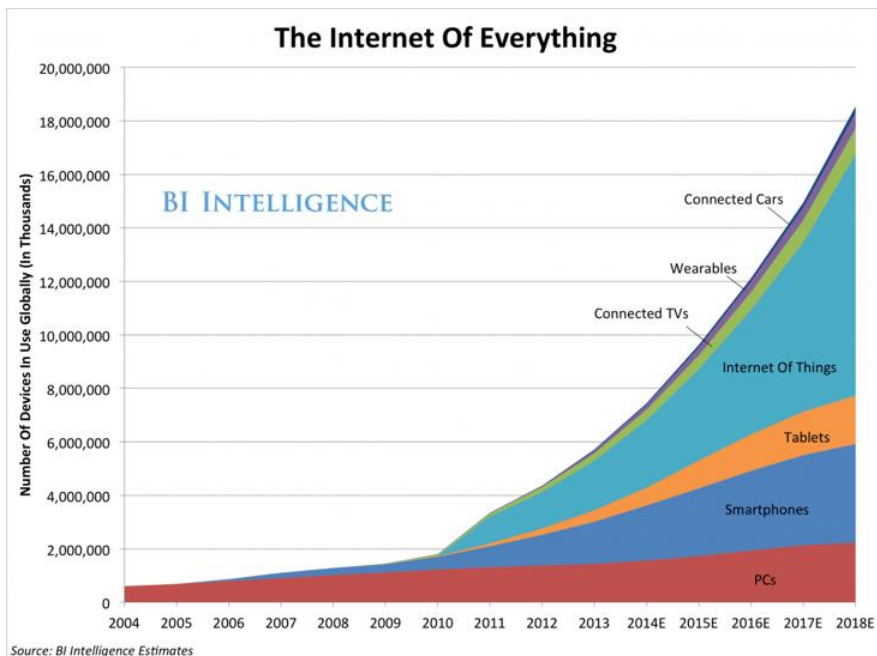 The Internet Of Everything
Number Of Devices In Use Globally (In Thousands)
20,000,000
18,000,000
16,000,000
14,000,000
12,000,000
10,000,000
8,000,000
6,000,000
4,000,000
2,000,000
0
BI INTELLIGENCE
Connected Cars
Wearables
Connected TVs
Internet Of Things
Tablets
Smartphones
PCs
2004 2005 2006 2007 2008 2009 2010 2011 2012 2013 2014E 2015E 2016E 2017E 2018E
Source: BI Intelligence Estimates